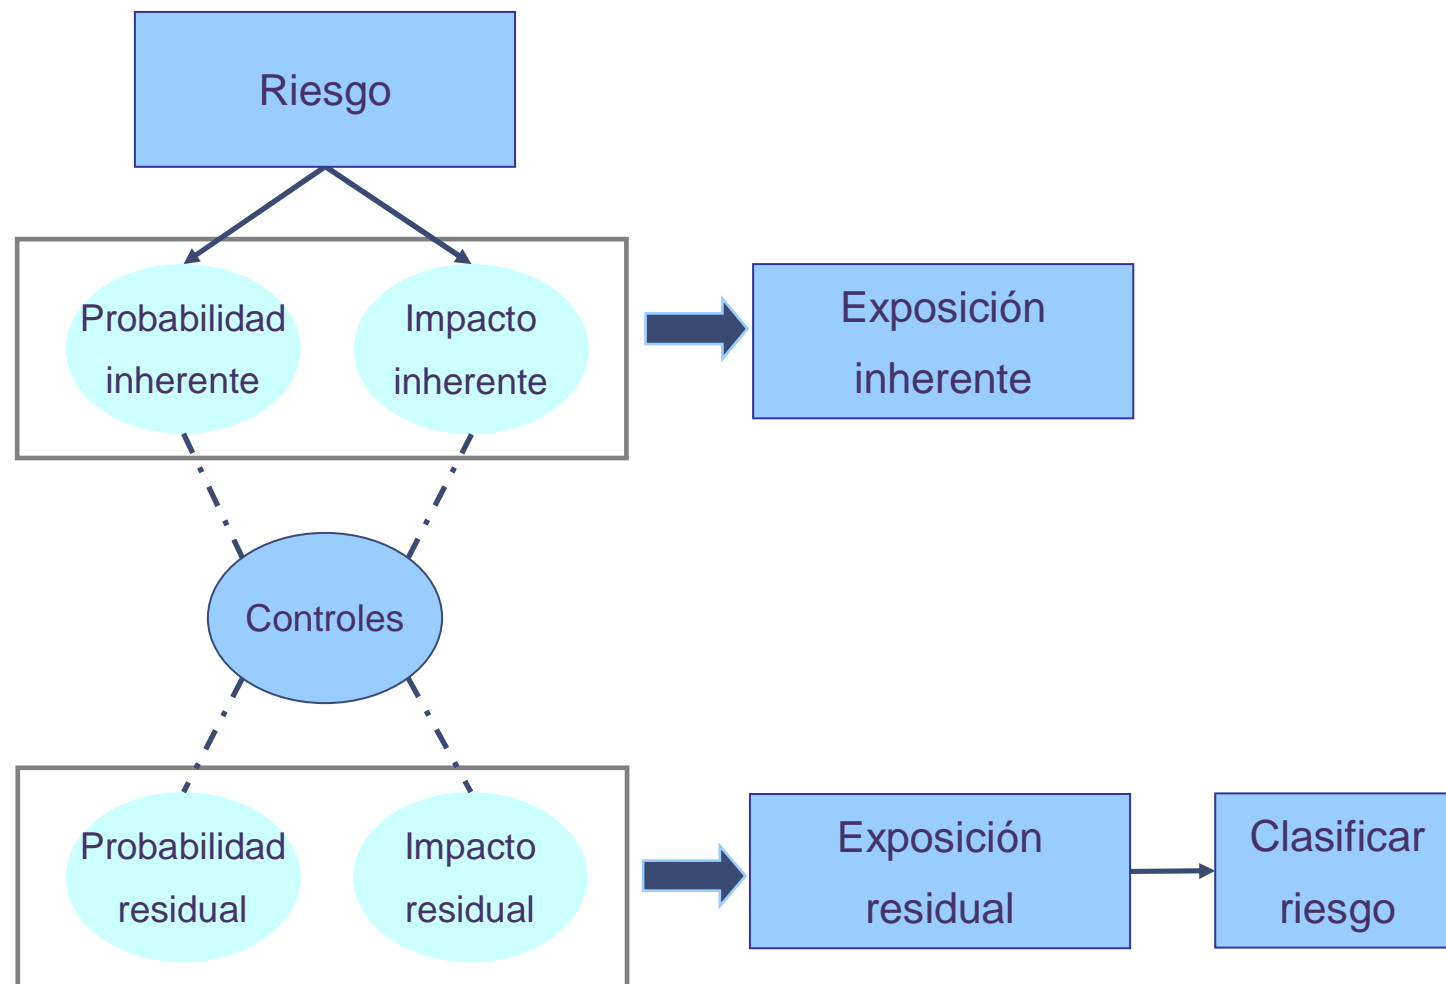 Riesgo
Probabilidad
inherente
Impacto
inherente
Exposición
inherente
Controles
Probabilidad
residual
Impacto
residual
Exposición
residual
Clasificar
riesgo